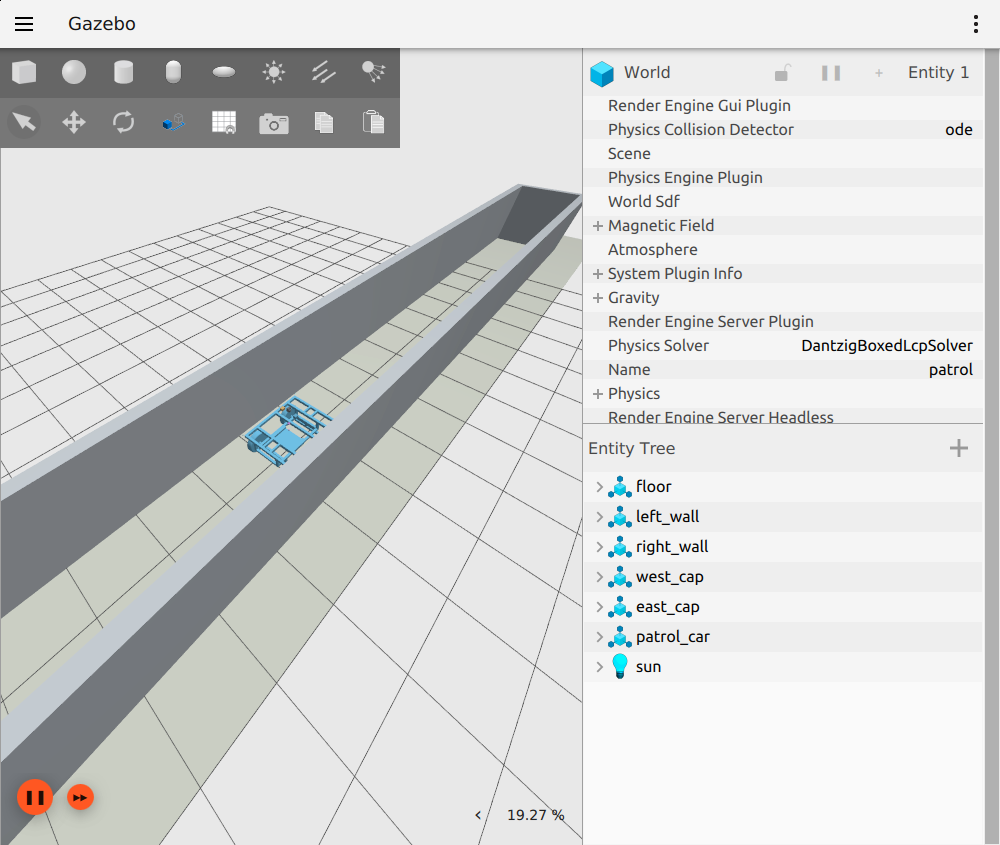 Gazebo
World Entity 1
Render Engine Gui Plugin
Physics Collision Detector ode
Scene
Physics Engine Plugin
World Sdf
Magnetic Field
Atmosphere
System Plugin Info
Gravity
Render Engine Server Plugin
Physics Solver DantzigBoxedLcpSolver
Name patrol
Physics
Render Engine Server Headless
Entity Tree
floor
left_wall
right_wall
west_cap
east_cap
patrol_car
sun
19.27 %